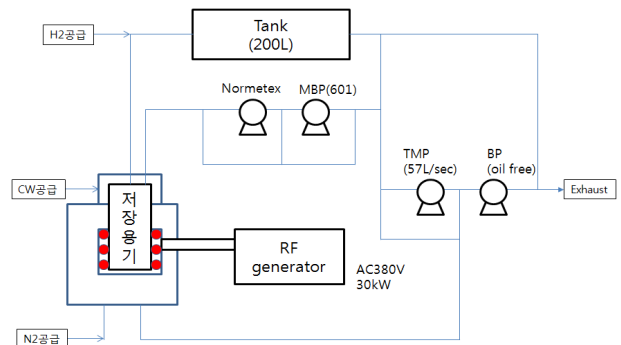 H2공급
Tank
(200L)
Normetex
MBP(601)
TMP
(57L/sec)
BP
(oil free)
CW공급
Exhaust
저장용기
RF
generator
AC380V
30kW
N2공급